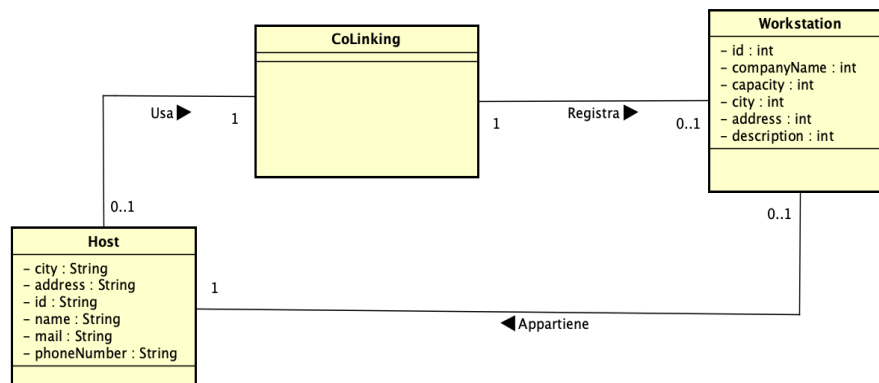 CoLinking
Workstation
- id : int
- companyName : int
- capacity : int
- city : int
- address : int
- description : int
Usa ▶
1
1
Registra ▶
0..1
0..1
0..1
Host
- city : String
- address : String
- id : String
- name : String
- mail : String
- phoneNumber : String
1
◀ Appartiene